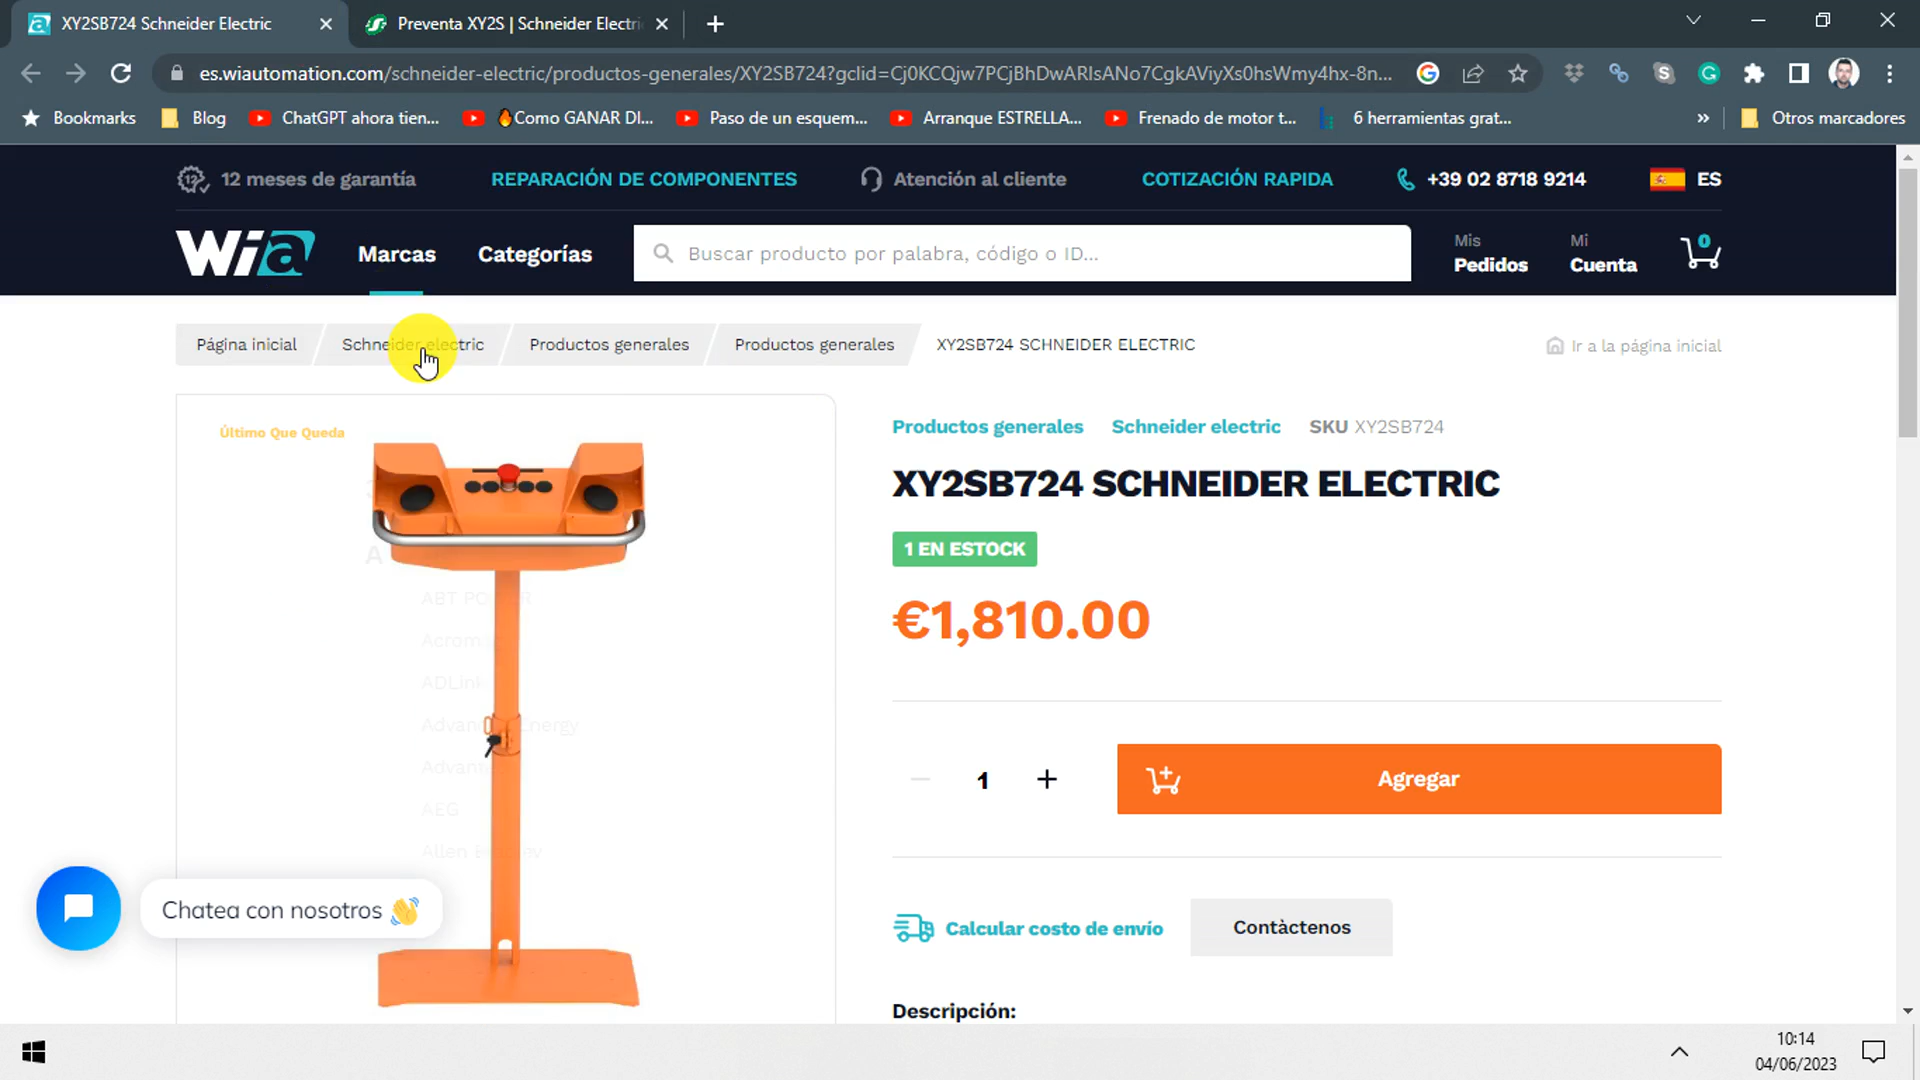 XY2SB724 Schneider Electric
Preventa XY2S | Schneider Electri
es.wiautomation.com/schneider-electric/productos-generales/XY2SB724?gclid=Cj0KCQjw7PCjBhDwARIsANo7CgkAViyXs0hsWmy4hx-8n...
Bookmarks
Blog
ChatGPT ahora tien...
🔥Como GANAR DI...
Paso de un esquem...
Arranque ESTRELLA...
Frenado de motor t...
6 herramientas grat...
»
Otros marcadores
12 meses de garantía
REPARACIÓN DE COMPONENTES
Atención al cliente
COTIZACIÓN RAPIDA
+39 02 8718 9214
ES
Wia
Marcas
Categorías
Buscar producto por palabra, código o ID...
Mis
Pedidos
Mi
Cuenta
0
Página inicial
Schneider electric
Productos generales
Productos generales
XY2SB724 SCHNEIDER ELECTRIC
Ir a la página inicial
Último Que Queda
A
ADLink
AEG
Productos generales
Schneider electric
SKU XY2SB724
XY2SB724 SCHNEIDER ELECTRIC
1 EN ESTOCK
€1,810.00
1
Agregar
Calcular costo de envío
Contàctenos
Descripción:
Chatea con nosotros 👋
10:14
04/06/2023